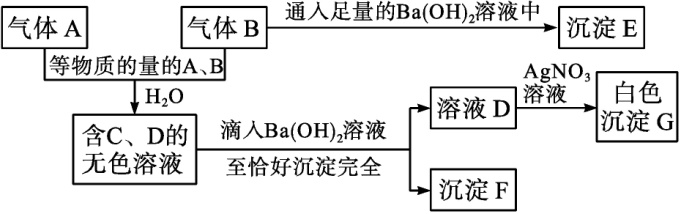 气体A
气体B
通入足量的Ba(OH)₂溶液中
沉淀E
等物质的量的A、B
H₂O
含C、D的
无色溶液
滴入Ba(OH)₂溶液
至恰好沉淀完全
溶液D
AgNO₃
溶液
白色
沉淀G
沉淀F